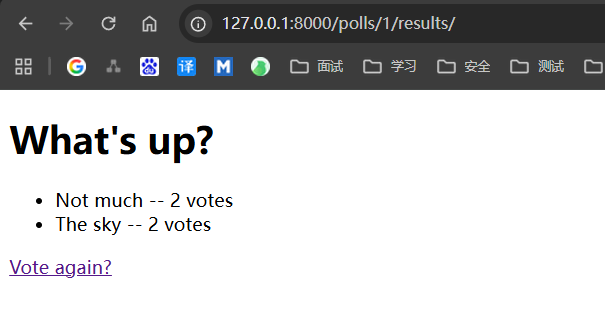 127.0.0.1:8000/polls/1/results/
G 译 M 面试 学习 安全 测试
What's up?
Not much -- 2 votes
The sky -- 2 votes
Vote again?